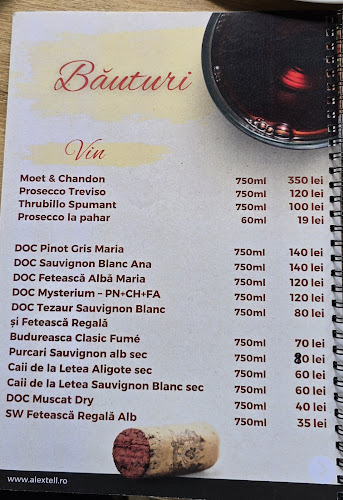 Băuturi
Vin
Moet & Chandon 750ml 350 lei
Prosecco Treviso 750ml 120 lei
Thrubillo Spumant 750ml 100 lei
Prosecco la pahar 60ml 19 lei
DOC Pinot Gris Maria 750ml 140 lei
DOC Sauvignon Blanc Ana 750ml 140 lei
DOC Fetească Albă Maria 750ml 120 lei
DOC Mysterium – PN+CH+FA 750ml 120 lei
DOC Tezaur Sauvignon Blanc 750ml 80 lei
și Fetească Regală
Budureasca Clasic Fumé 750ml 70 lei
Purcari Sauvignon alb sec 750ml 80 lei
Caii de la Letea Aligote sec 750ml 60 lei
Caii de la Letea Sauvignon Blanc sec 750ml 60 lei
DOC Muscat Dry 750ml 40 lei
SW Fetească Regală Alb 750ml 35 lei
www.alextell.ro